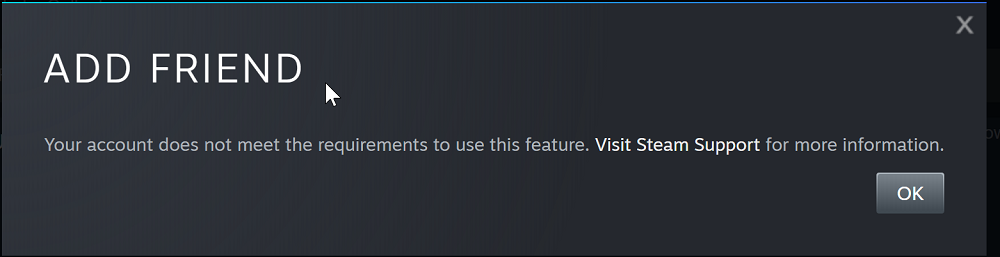 X
ADD FRIEND
Your account does not meet the requirements to use this feature. Visit Steam Support for more information.
OK